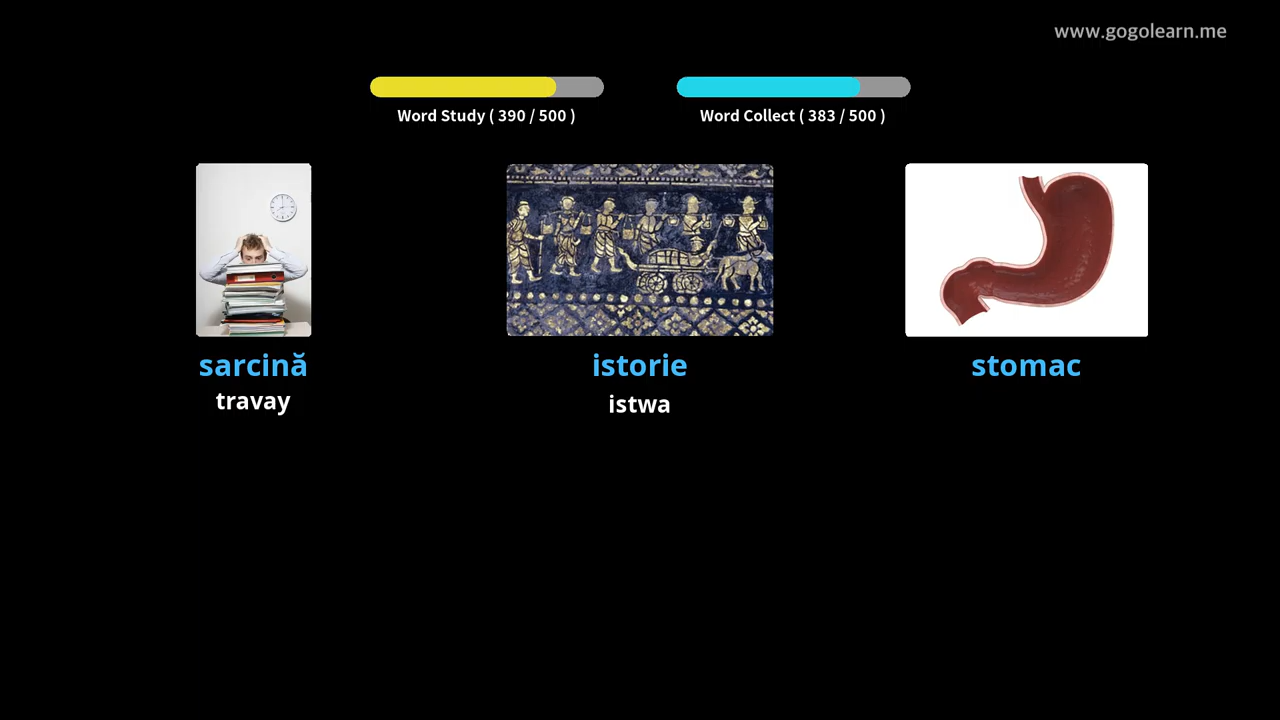 www.gogolearn.me
Word Study ( 390 / 500 )
Word Collect ( 383 / 500 )
sarcină
istorie
stomac
travay
istwa